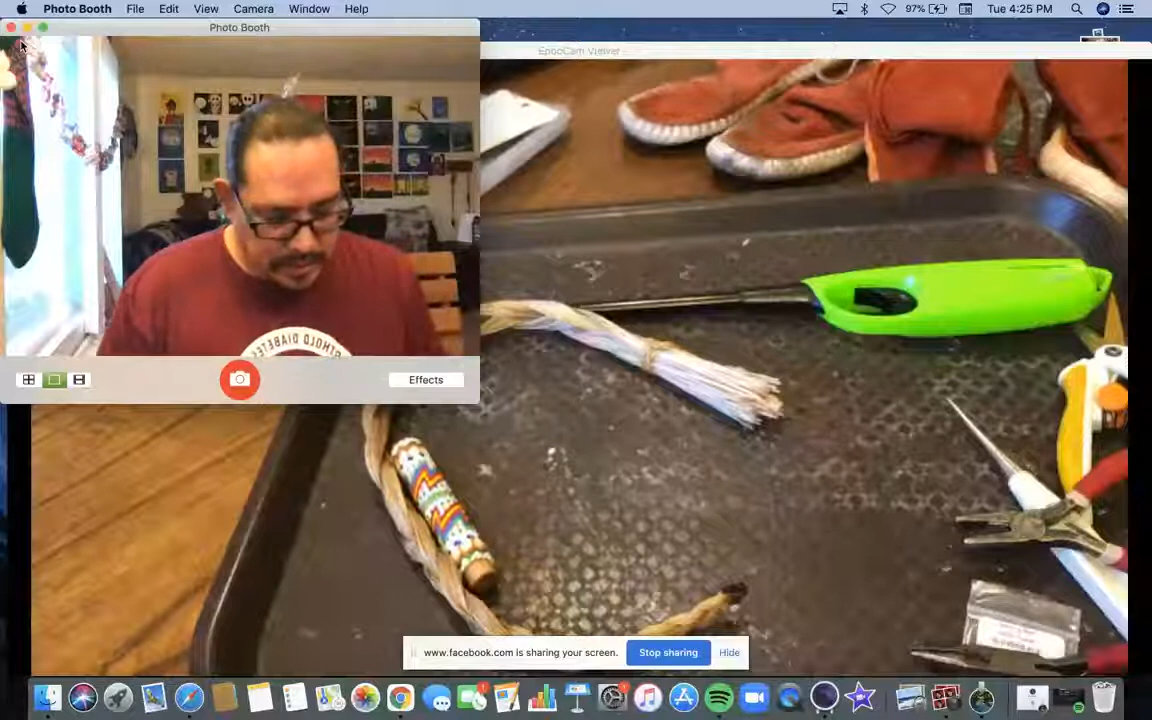 Photo Booth File Edit View Camera Window Help 97% Tue 4:25 PM
Photo Booth
EpocCam Viewer
Effects
www.facebook.com is sharing your screen. Stop sharing Hide